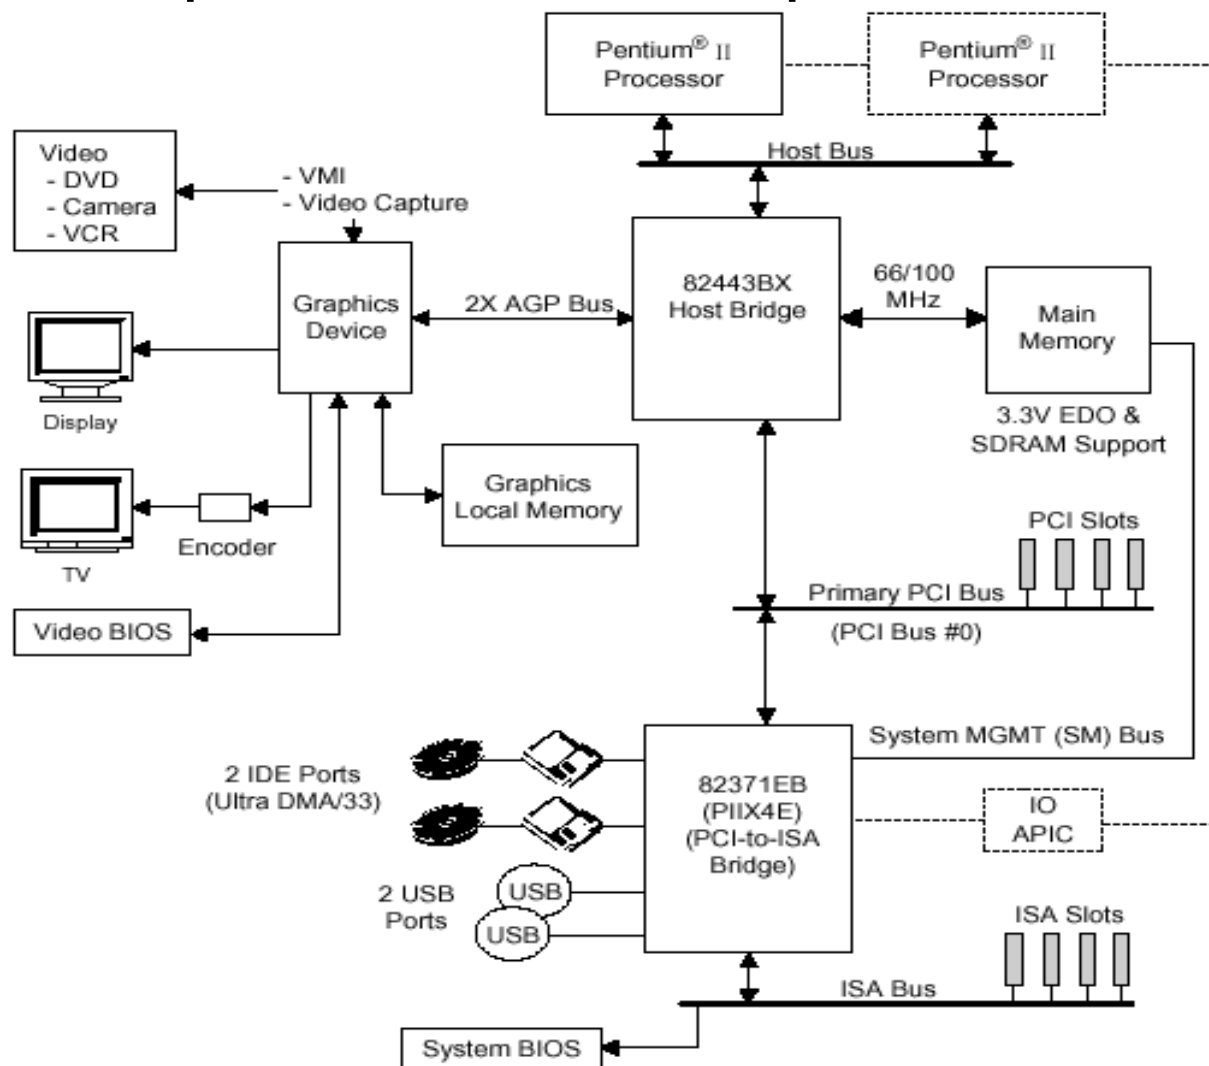 Pentium® II
Processor
Pentium® II
Processor
Host Bus
Video
- DVD
- Camera
- VCR
- VMI
- Video Capture
Graphics
Device
2X AGP Bus
82443BX
Host Bridge
66/100
MHz
Main
Memory
3.3V EDO &
SDRAM Support
Display
Graphics
Local Memory
TV
Encoder
PCI Slots
Primary PCI Bus
(PCI Bus #0)
Video BIOS
System MGMT (SM) Bus
2 IDE Ports
(Ultra DMA/33)
82371EB
(PIIX4E)
(PCI-to-ISA
Bridge)
IO
APIC
2 USB
Ports
USB
USB
ISA Slots
ISA Bus
System BIOS